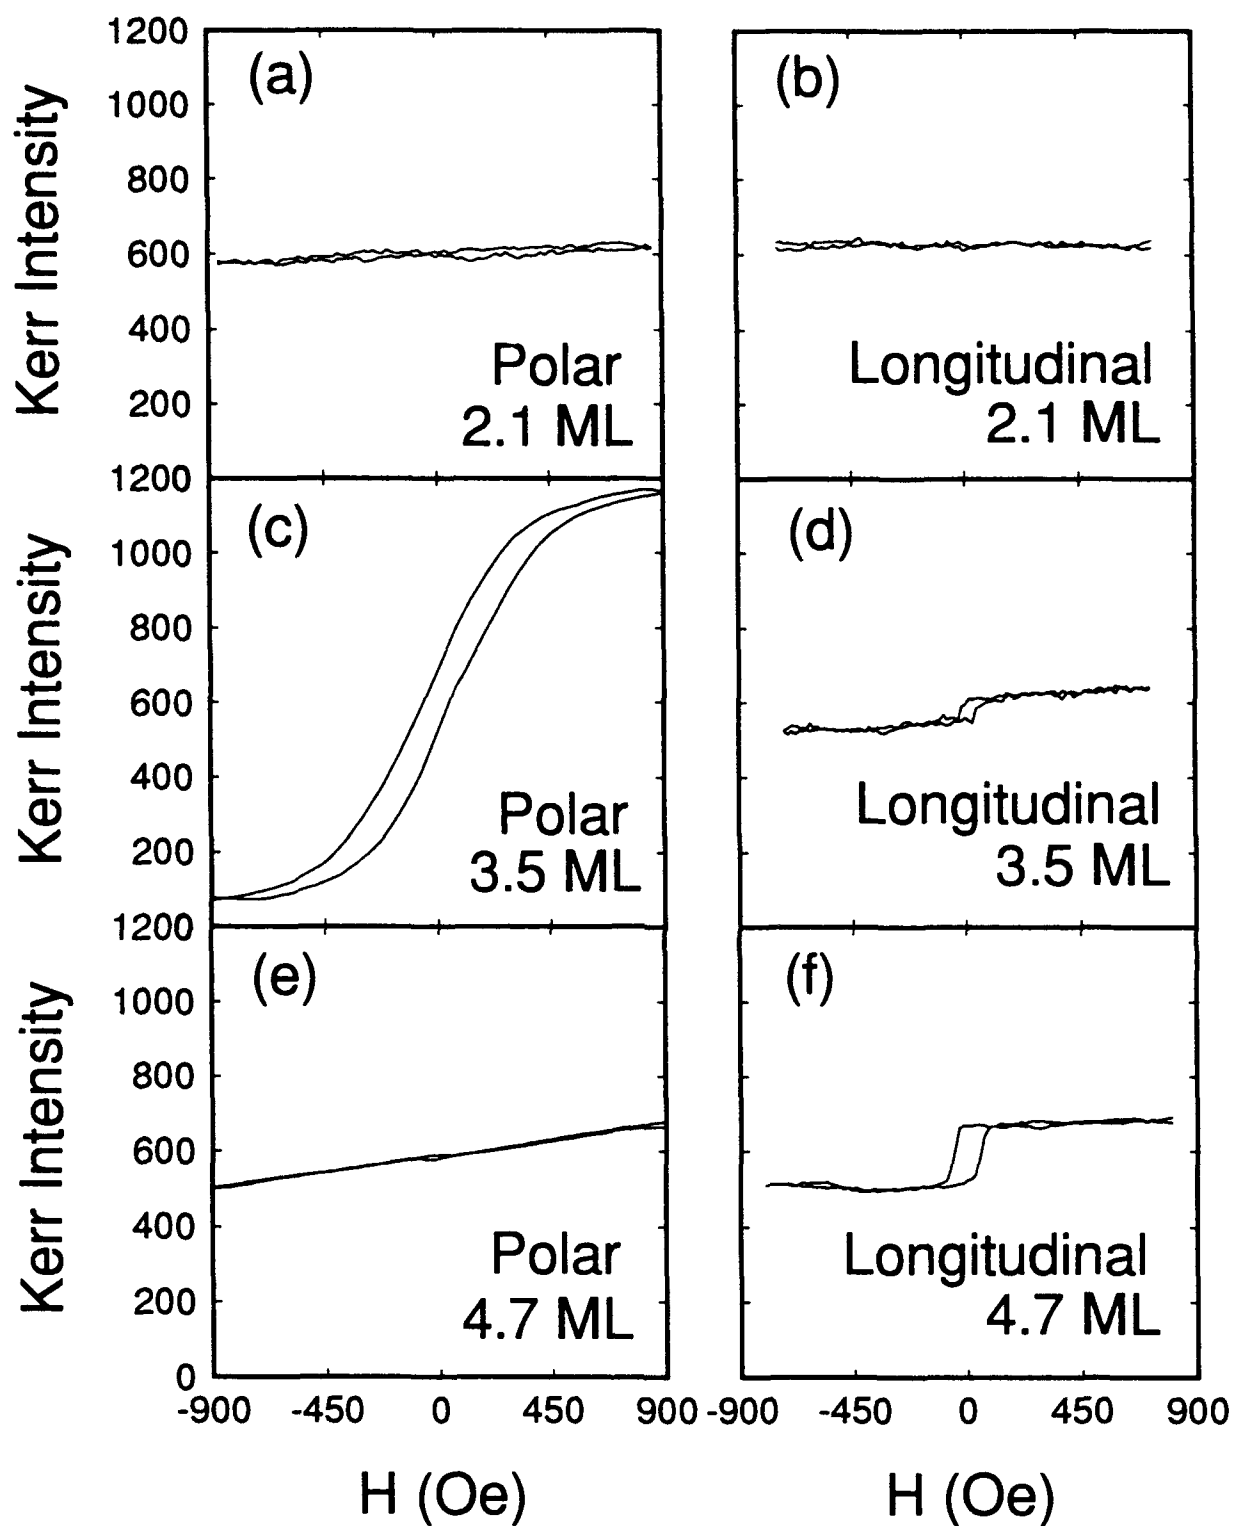 1200
(a)
(b)
1000
800
600
400
200
Kerr Intensity
Polar
2.1 ML
Longitudinal
2.1 ML
1200
(c)
(d)
1000
800
600
400
200
Kerr Intensity
Polar
3.5 ML
Longitudinal
3.5 ML
1200
(e)
(f)
1000
800
600
400
200
0
Kerr Intensity
Polar
4.7 ML
Longitudinal
4.7 ML
-900 -450 0 450 900 -900 -450 0 450 900
H (Oe) H (Oe)